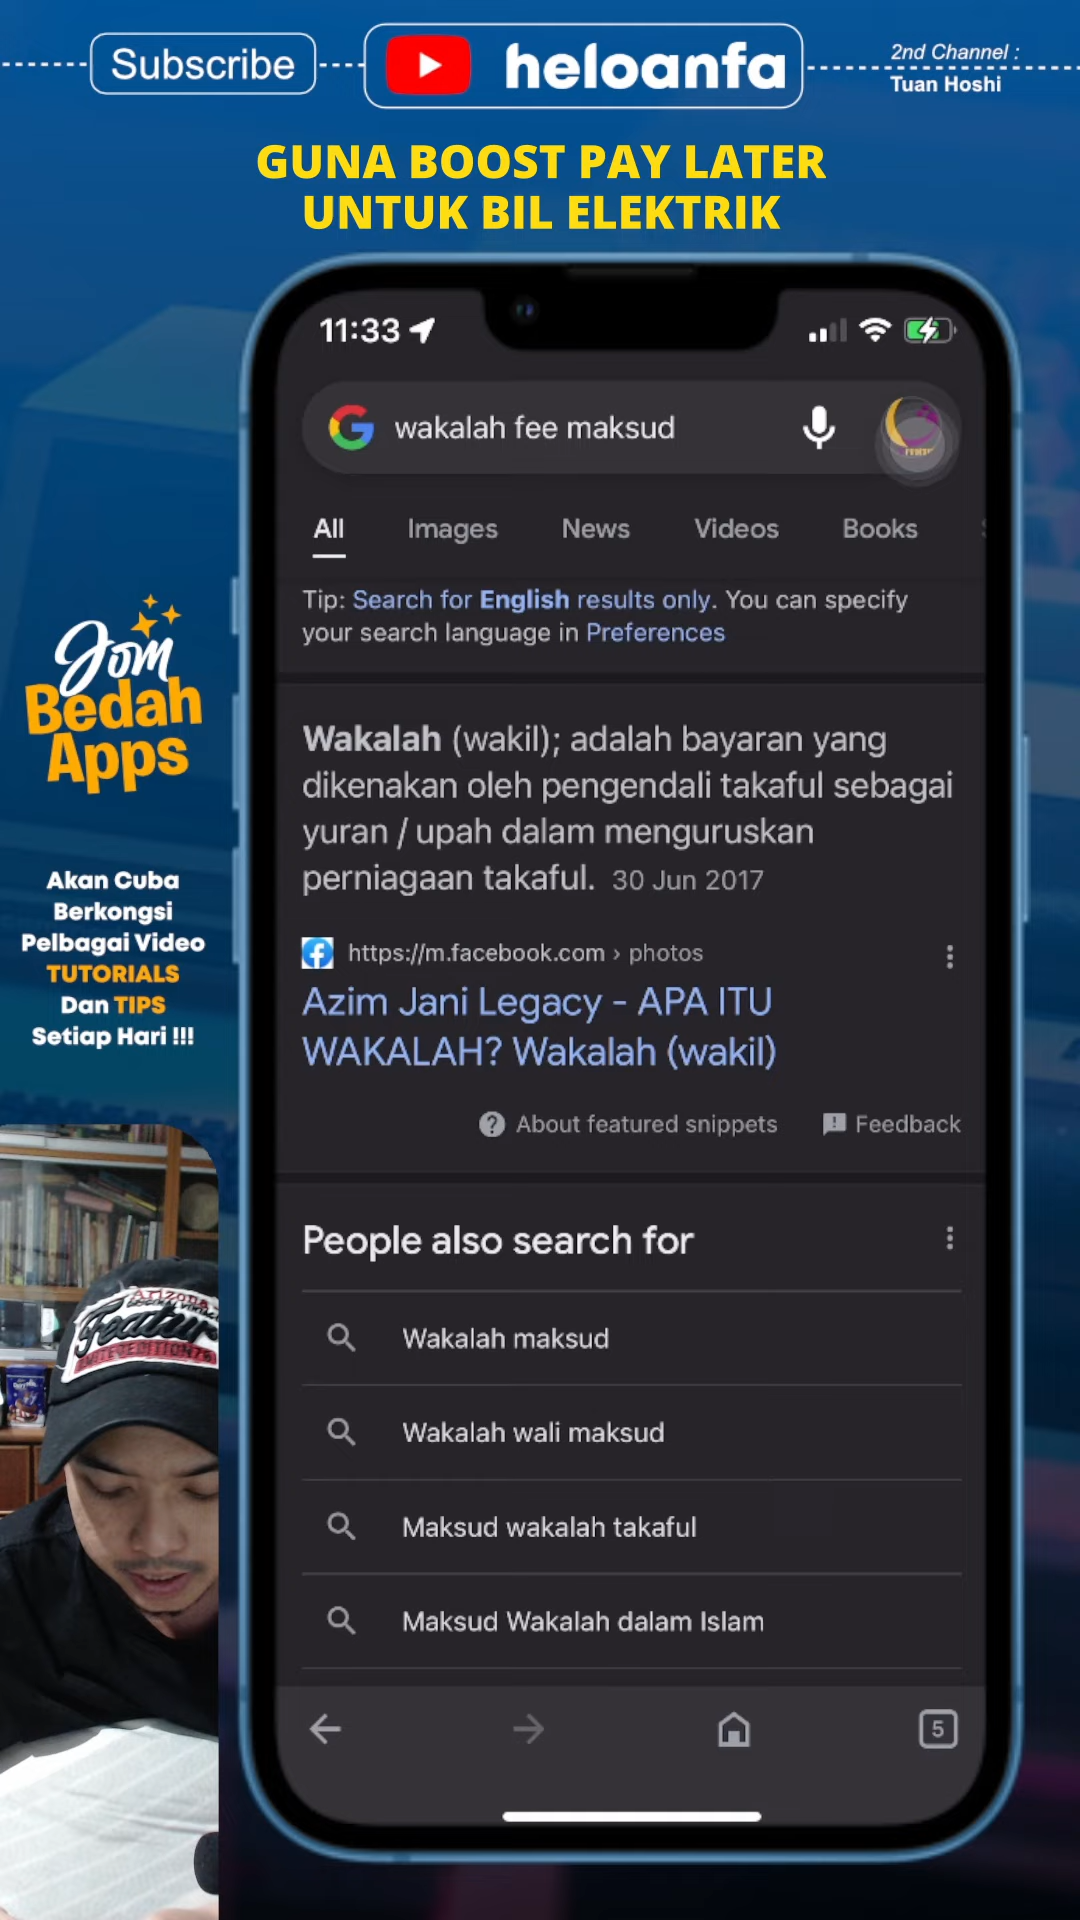 Subscribe
heloanfa
2nd Channel :
Tuan Hoshi
GUNA BOOST PAY LATER
UNTUK BIL ELEKTRIK
11:33
wakalah fee maksud
All Images News Videos Books
Tip: Search for English results only. You can specify
your search language in Preferences
Jom
Bedah
Apps
Wakalah (wakil); adalah bayaran yang
dikenakan oleh pengendali takaful sebagai
yuran / upah dalam menguruskan
perniagaan takaful. 30 Jun 2017
Akan Cuba
Berkongsi
Pelbagai Video
TUTORIALS
Dan TIPS
Setiap Hari !!!
https://m.facebook.com › photos
Azim Jani Legacy - APA ITU
WAKALAH? Wakalah (wakil)
About featured snippets Feedback
People also search for
Wakalah maksud
Wakalah wali maksud
Maksud wakalah takaful
Maksud Wakalah dalam Islam
5
Arizona